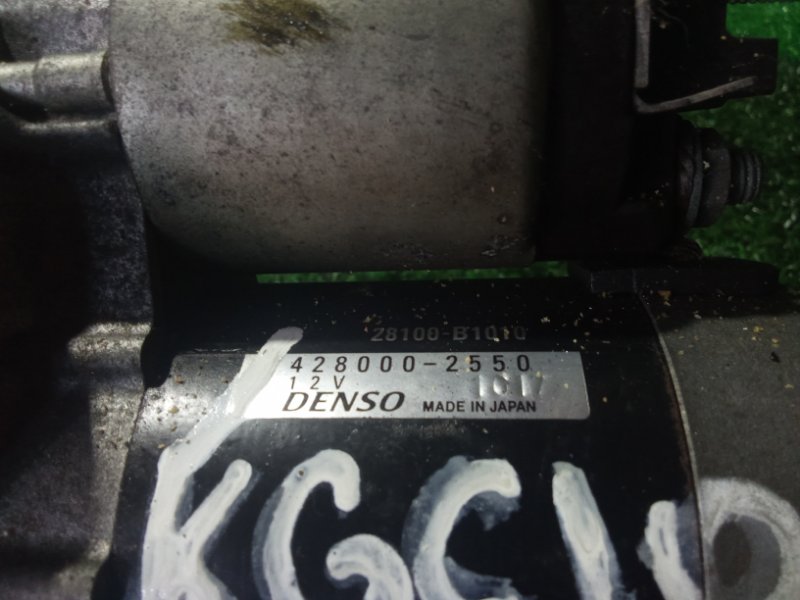 28100-B1010
428000-2550
12V 1017
DENSO MADE IN JAPAN
KGC10